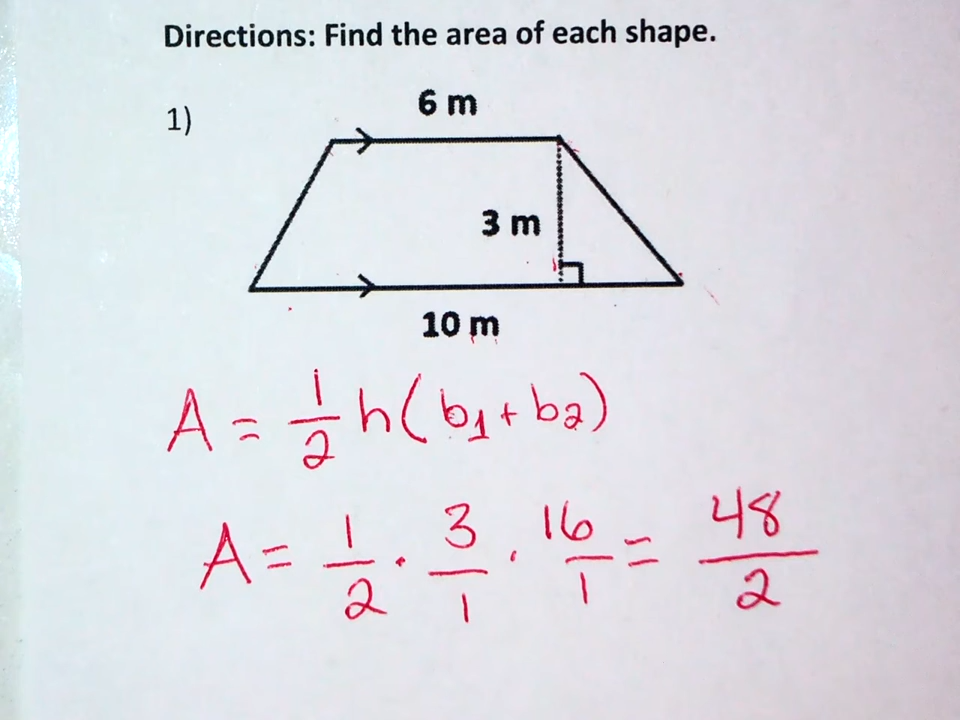 Directions: Find the area of each shape.
1)
6 m
3 m
10 m
A = 1/2 h(b1+b2)
A = 1/2 · 3/1 · 16/1 = 48/2